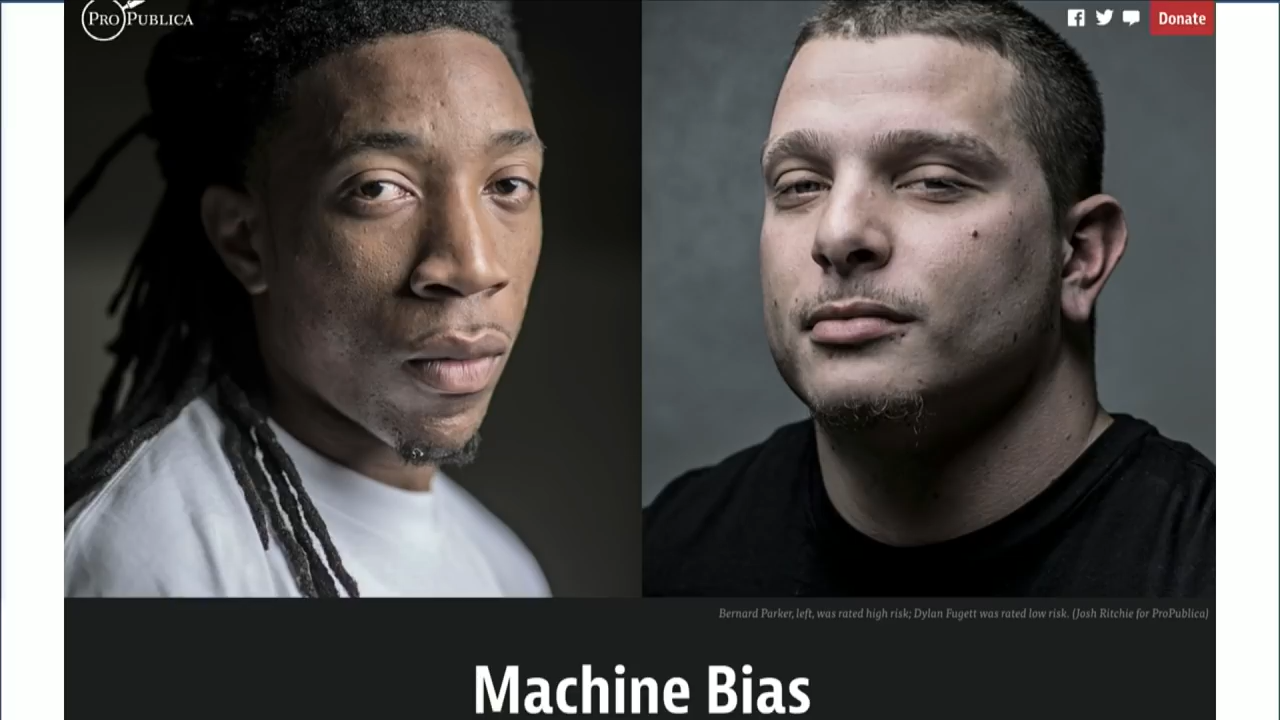 PROPUBLICA
Donate
Bernard Parker, left, was rated high risk; Dylan Fugett was rated low risk. (Josh Ritchie for ProPublica)
Machine Bias